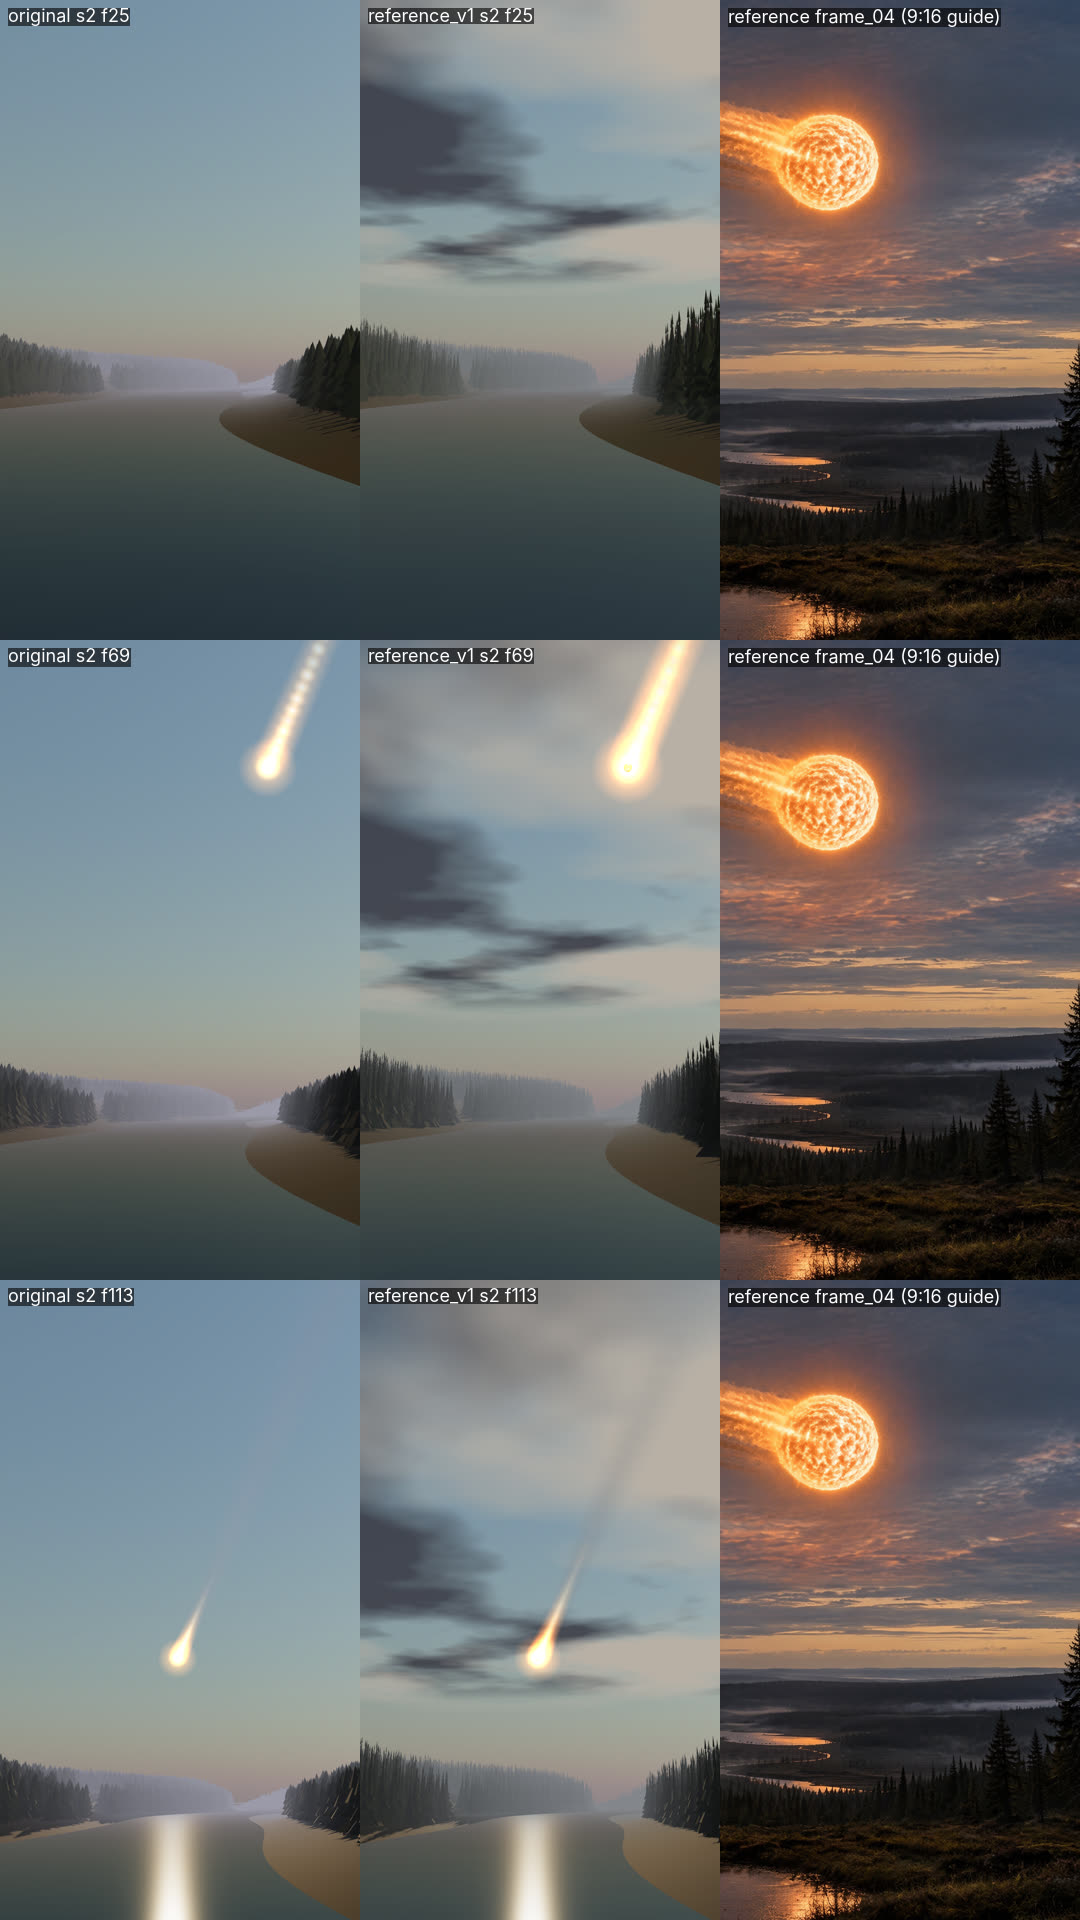 original s2 f25
reference_v1 s2 f25
reference frame_04 (9:16 guide)
original s2 f69
reference_v1 s2 f69
reference frame_04 (9:16 guide)
original s2 f113
reference_v1 s2 f113
reference frame_04 (9:16 guide)